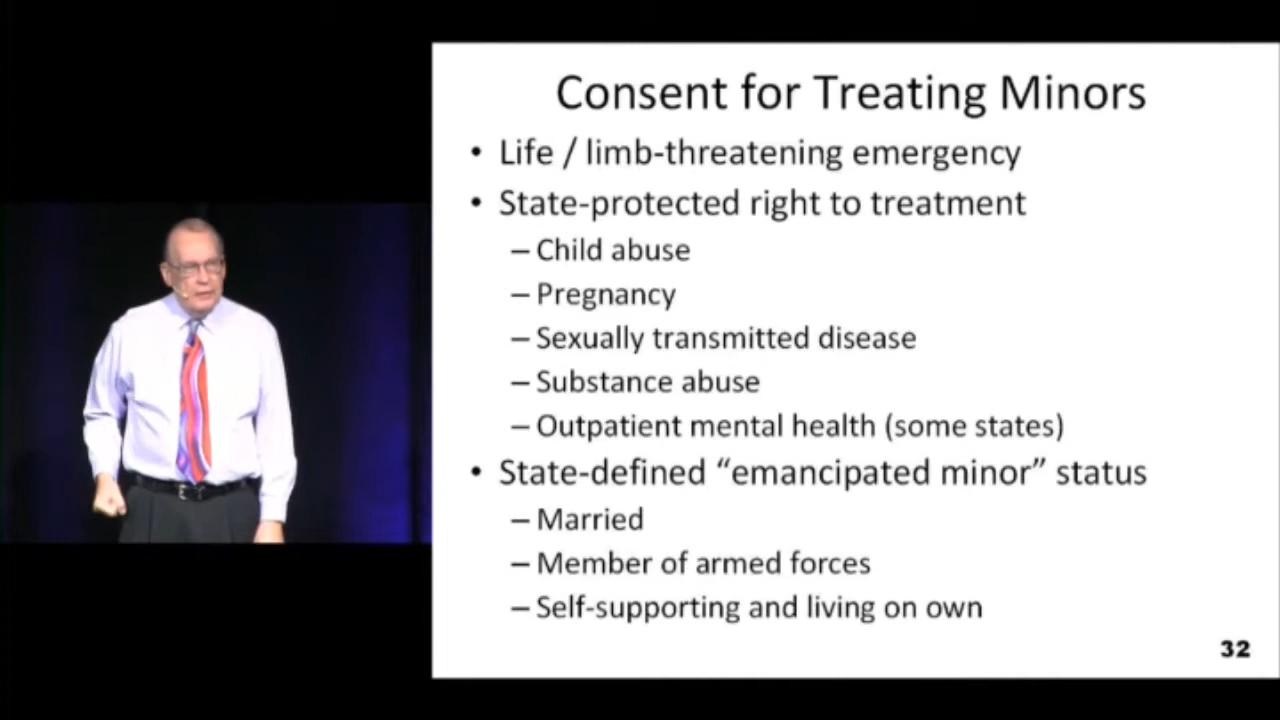 Consent for Treating Minors
• Life / limb-threatening emergency
• State-protected right to treatment
– Child abuse
– Pregnancy
– Sexually transmitted disease
– Substance abuse
– Outpatient mental health (some states)
• State-defined “emancipated minor” status
– Married
– Member of armed forces
– Self-supporting and living on own
32